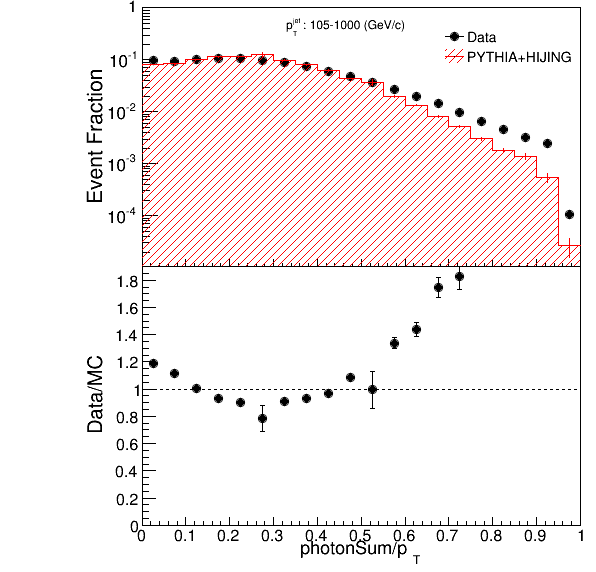 1
p_T^jet : 105-1000 (GeV/c)
Data
PYTHIA+HIJING
10^-1
10^-2
10^-3
10^-4
Event Fraction
1.8
1.6
1.4
1.2
1
0.8
0.6
0.4
0.2
0
Data/MC
0 0.1 0.2 0.3 0.4 0.5 0.6 0.7 0.8 0.9 1
photonSum/p_T